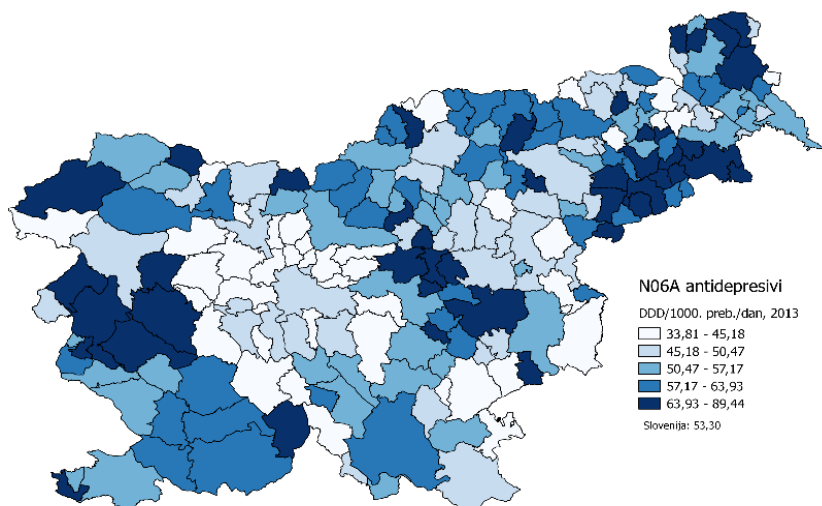 N06A antidepresivi
DDD/1000. preb./dan, 2013
33,81 - 45,18
45,18 - 50,47
50,47 - 57,17
57,17 - 63,93
63,93 - 89,44
Slovenija: 53,30